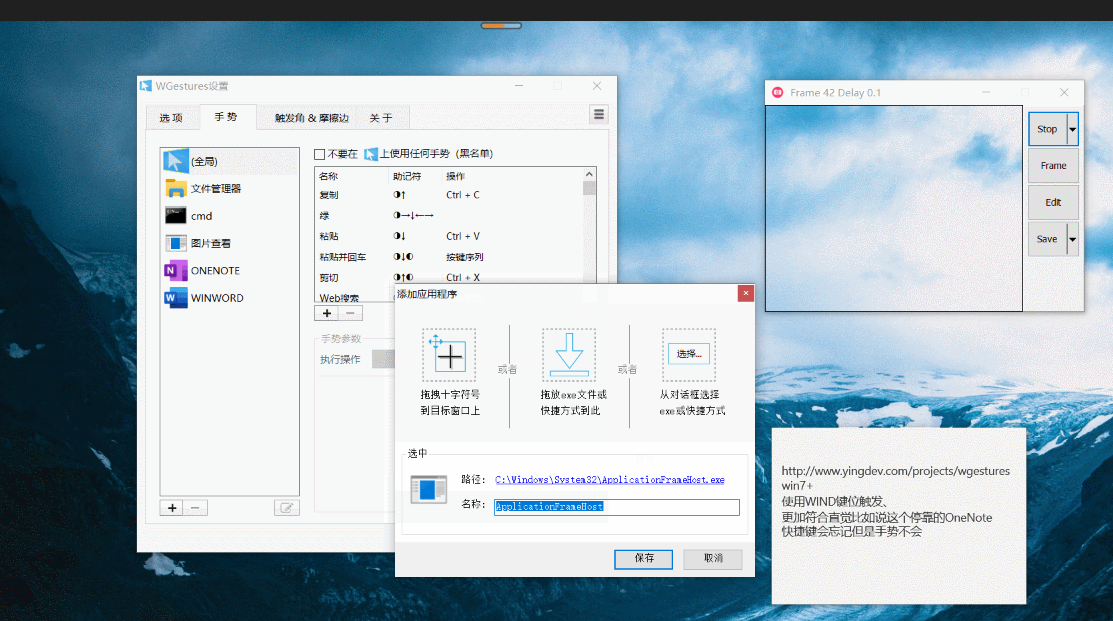 WGestures设置
选 项
手 势
触发角 & 摩擦边
关 于
(全局)
文件管理器
cmd
图片查看
ONENOTE
WINWORD
不要在 上使用任何手势 (黑名单)
名称 助记符 操作
复制 ◑↑ Ctrl + C
绿 ◑→↓←→
粘贴 ◑↓ Ctrl + V
粘贴并回车 ◑↓◐ 按键序列
剪切 ◑↑◐ Ctrl + X
Web搜索
手势参数
执行操作
添加应用程序
拖拽十字符号
到目标窗口上
或者
拖放exe文件或
快捷方式到此
或者
选择...
从对话框选择
exe或快捷方式
选中
路径: C:\Windows\System32\ApplicationFrameHost.exe
名称: ApplicationFrameHost
保存
取消
Frame 42 Delay 0.1
Stop
Frame
Edit
Save
http://www.yingdev.com/projects/wgestures
win7+
使用WIND键位触发、
更加符合直觉比如说这个停靠的OneNote
快捷键会忘记但是手势不会